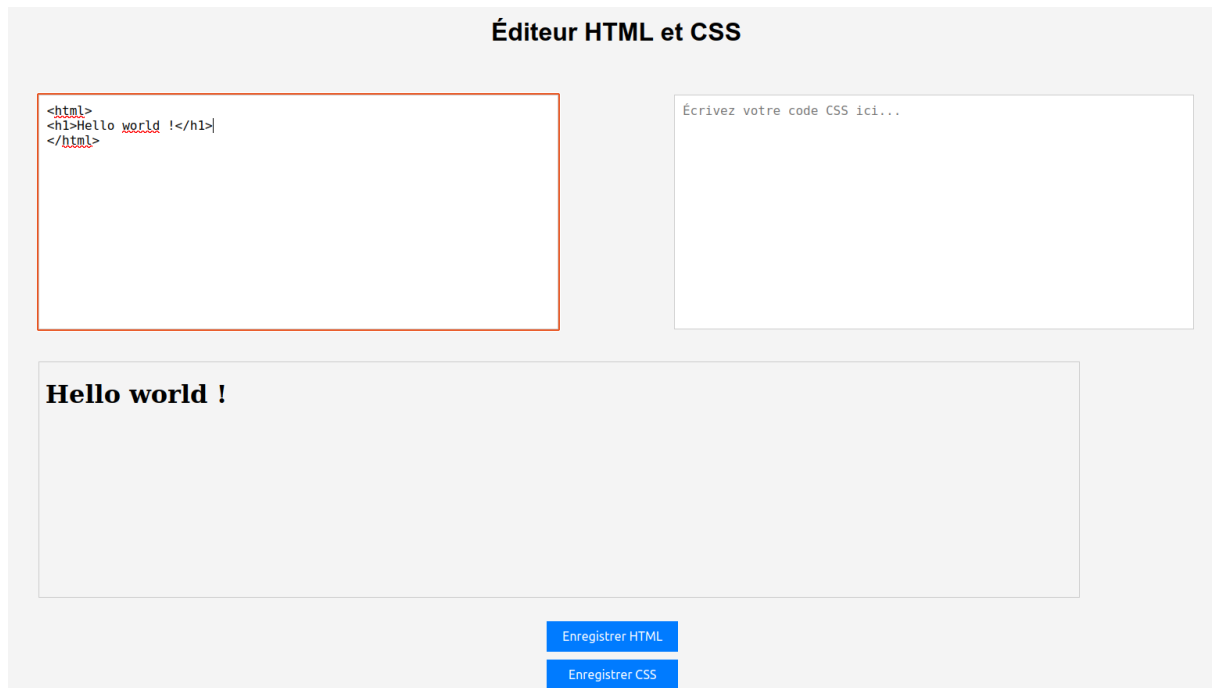 Éditeur HTML et CSS
<html>
<h1>Hello world !</h1>
</html>
Écrivez votre code CSS ici...
Hello world !
Enregistrer HTML
Enregistrer CSS